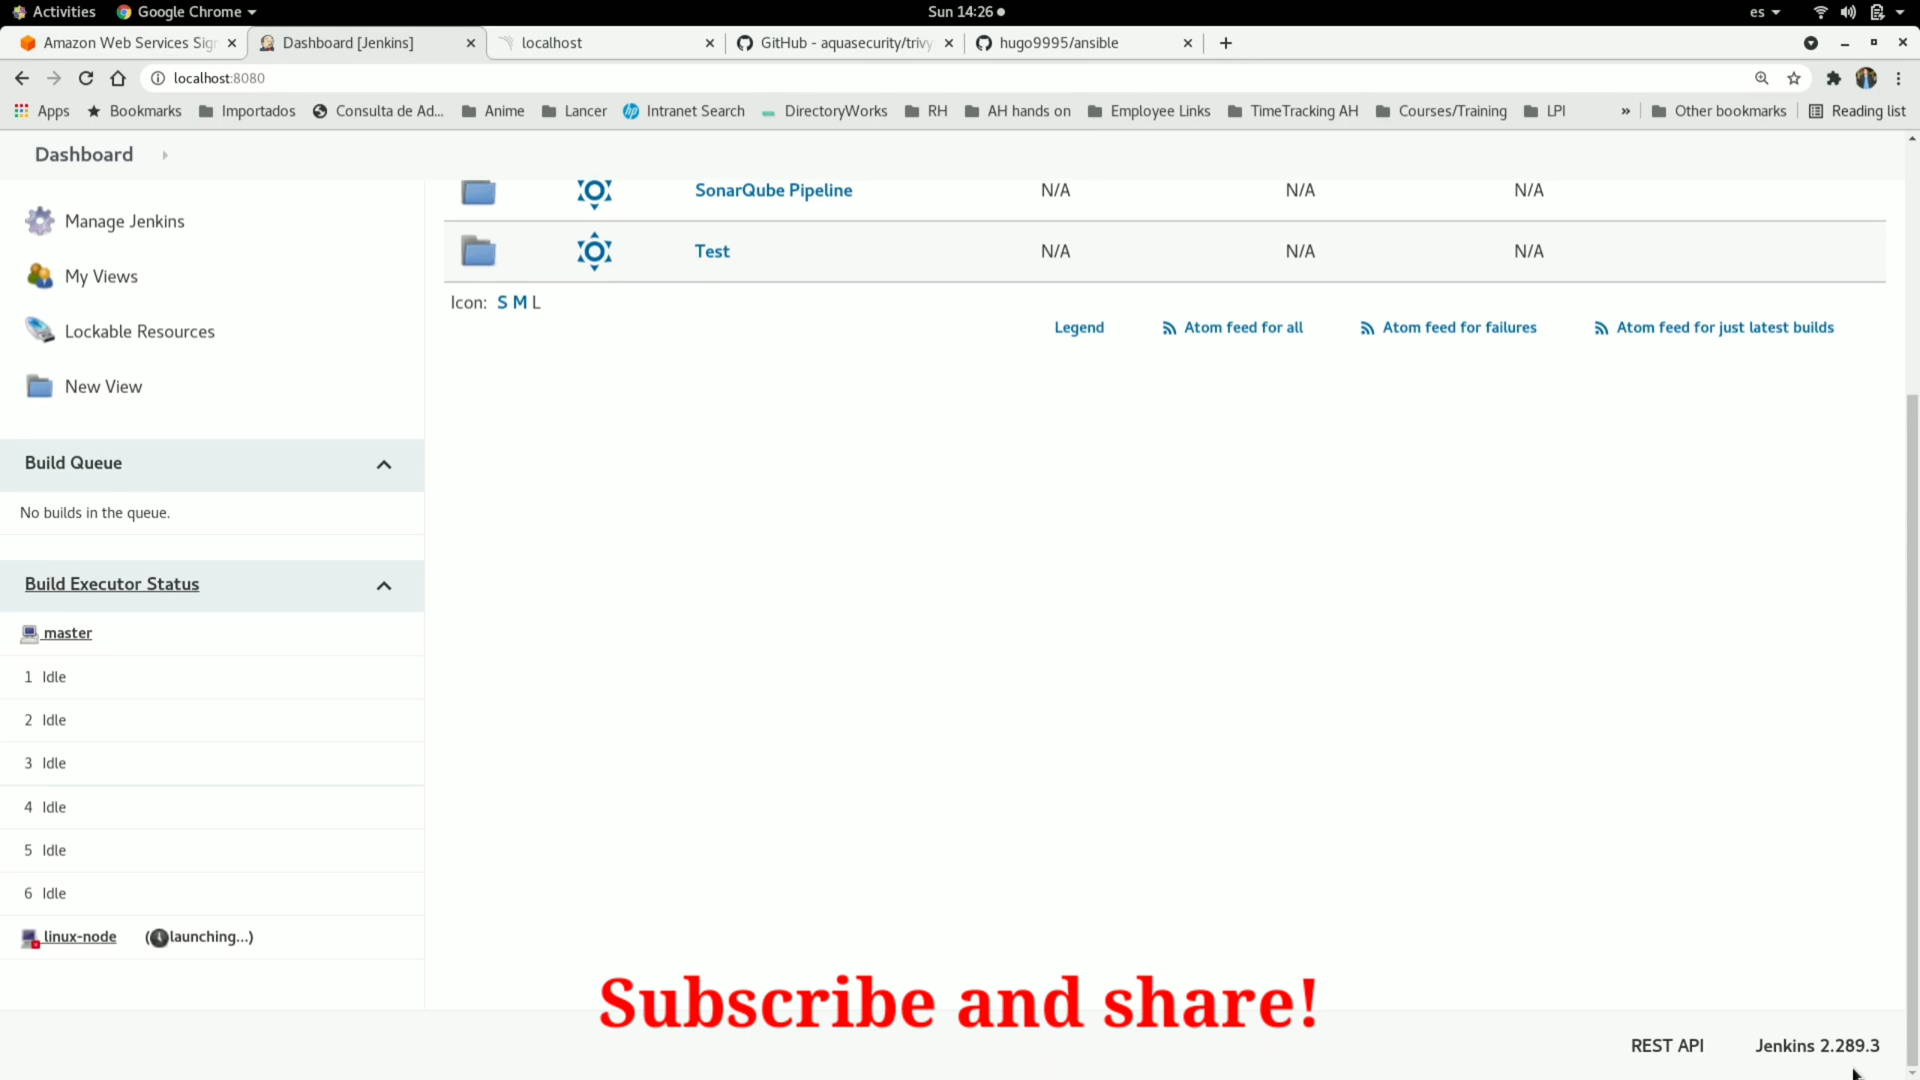 Activities Google Chrome Sun 14:26 es
Amazon Web Services Sign Dashboard [Jenkins] localhost GitHub - aquasecurity/trivy hugo9995/ansible
localhost:8080
Apps Bookmarks Importados Consulta de Ad... Anime Lancer Intranet Search DirectoryWorks RH AH hands on Employee Links TimeTracking AH Courses/Training LPI » Other bookmarks Reading list
Dashboard
SonarQube Pipeline N/A N/A N/A
Manage Jenkins
Test N/A N/A N/A
My Views
Icon: S M L
Legend Atom feed for all Atom feed for failures Atom feed for just latest builds
Lockable Resources
New View
Build Queue
No builds in the queue.
Build Executor Status
master
1 Idle
2 Idle
3 Idle
4 Idle
5 Idle
6 Idle
linux-node (launching...)
Subscribe and share!
REST API Jenkins 2.289.3